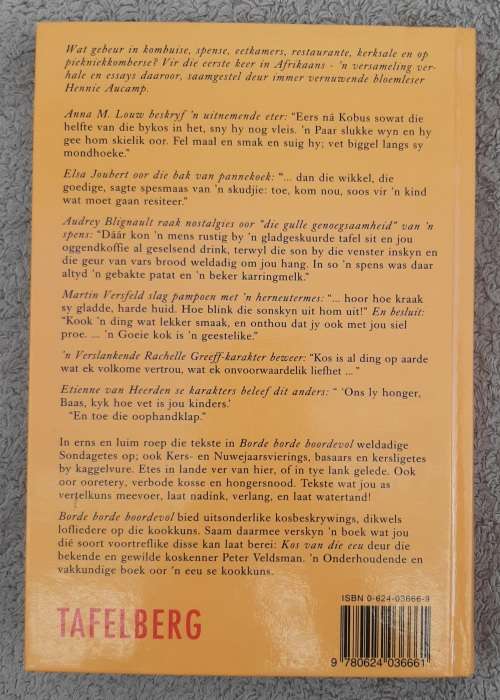 Wat gebeur in kombuise, spense, eetkamers, restaurante, kerksale en op
piekniekkomberse? Vir die eerste keer in Afrikaans - 'n versameling ver-
hale en essays daaroor, saamgestel deur immer vernuwende bloemleser
Hennie Aucamp.
Anna M. Louw beskryf 'n uitnemende eter: "Eers ná Kobus sowat die
helfte van die bykos in het, sny hy nog vleis. 'n Paar slukke wyn en hy
gee hom skielik oor. Fel maal en smak en suig hy; vet biggel langs sy
mondhoeke."
Elsa Joubert oor die bak van pannekoek: "... dan die wikkel, die
goedige, sagte spesmaas van 'n skudjie: toe, kom nou, soos vir 'n kind
wat moet gaan resiteer."
Audrey Blignault raak nostalgies oor "die gulle genoegsaamheid" van 'n
spens: "Dáár kon 'n mens rustig by 'n gladgeskuurde tafel sit en jou
oggendkoffie al geselsend drink, terwyl die son by die venster inskyn en
die geur van vars brood weldadig om jou hang. In so 'n spens was daar
altyd 'n gebakte patat en 'n beker karringmelk."
Martin Versfeld slag pampoen met 'n herneutermes: "... hoor hoe kraak
sy gladde, harde huid. Hoe blink die sonskyn uit hom uit!" En besluit:
"Kook 'n ding wat lekker smaak, en onthou dat jy ook met jou siel
proe. ... 'n Goeie kok is 'n geestelike."
'n Verslankende Rachelle Greeff-karakter beweer: "Kos is al ding op aarde
wat ek volkome vertrou, wat ek onvoorwaardelik liefhet ... "
Etienne van Heerden se karakters beleef dit anders: " 'Ons ly honger,
Baas, kyk hoe vet is jou kinders.'
"En toe die oophandklap."
In erns en luim roep die tekste in Borde borde boordevol weldadige
Sondagetes op; ook Kers- en Nuwejaarsvierings, basaars en kersligetes
by kaggelvure. Etes in lande ver van hier, of in tye lank gelede. Ook
oor ooretery, verbode kosse en hongersnood. Tekste wat jou as
vertelkuns meevoer, laat nadink, verlang, en laat watertand!
Borde borde boordevol bied uitsonderlike kosbeskrywings, dikwels
lofliedere op die kookkuns. Saam daarmee verskyn 'n boek wat jou
dié soort voortreflike disse kan laat berei: Kos van die eeu deur die
bekende en gewilde koskenner Peter Veldsman. 'n Onderhoudende en
vakkundige boek oor 'n eeu se kookkuns.
ISBN 0-624-03666-9
TAFELBERG
9 780624 036661